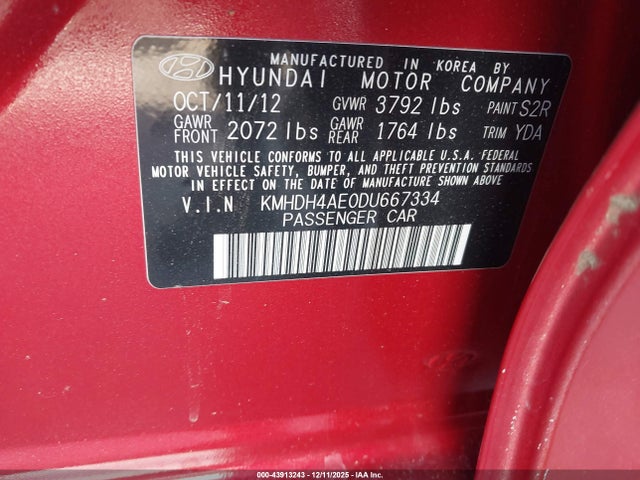 MANUFACTURED IN KOREA BY
HYUNDAI MOTOR COMPANY
OCT/11/12 GVWR 3792 lbs PAINT S2R
GAWR FRONT 2072 lbs GAWR REAR 1764 lbs TRIM YDA
THIS VEHICLE CONFORMS TO ALL APPLICABLE U.S.A. FEDERAL
MOTOR VEHICLE SAFETY, BUMPER, AND THEFT PREVENTION STANDARDS
IN EFFECT ON THE DATE OF MANUFACTURE SHOWN ABOVE
V.I.N KMHDH4AE0DU667334
PASSENGER CAR
000-43913243 - 12/11/2025 - IAA, Inc.